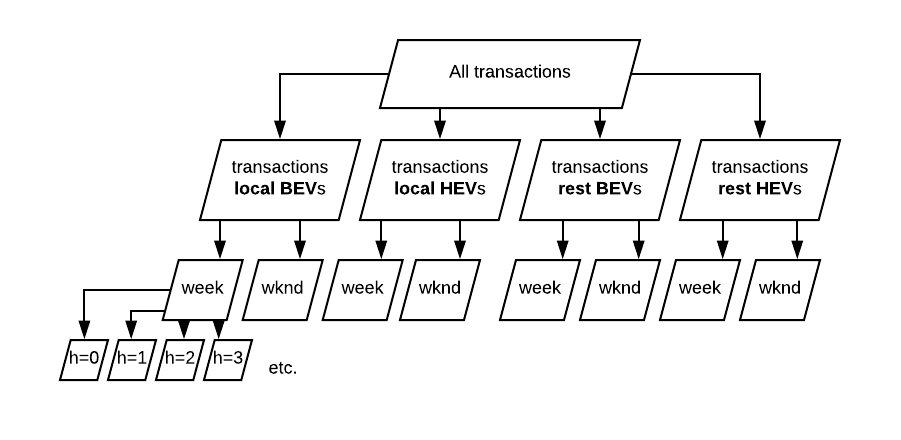 All transactions
transactions
local BEVs
transactions
local HEVs
transactions
rest BEVs
transactions
rest HEVs
week
wknd
week
wknd
week
wknd
week
wknd
h=0
h=1
h=2
h=3
etc.